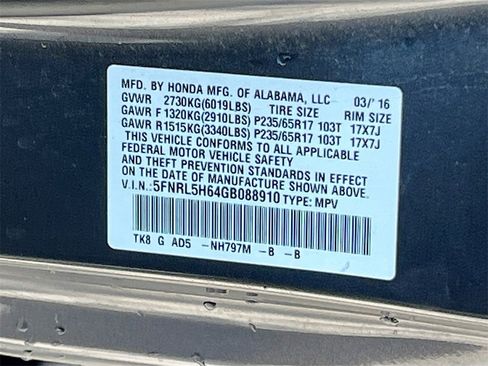 MFD. BY HONDA MFG. OF ALABAMA, LLC 03/'16
GVWR 2730KG(6019LBS) TIRE SIZE RIM SIZE
GAWR F 1320KG(2910LBS) P235/65R17 103T 17X7J
GAWR R1515KG(3340LBS) P235/65R17 103T 17X7J
THIS VEHICLE CONFORMS TO ALL APPLICABLE
FEDERAL MOTOR VEHICLE SAFETY
THEFT PREVENTION STANDARDS IN EFFECT
ON THE DATE OF MANUFACTURE SHOWN ABOVE.
V.I.N.:5FNRL5H64GB088910 TYPE: MPV
TK8 G AD5 -NH797M -B -B